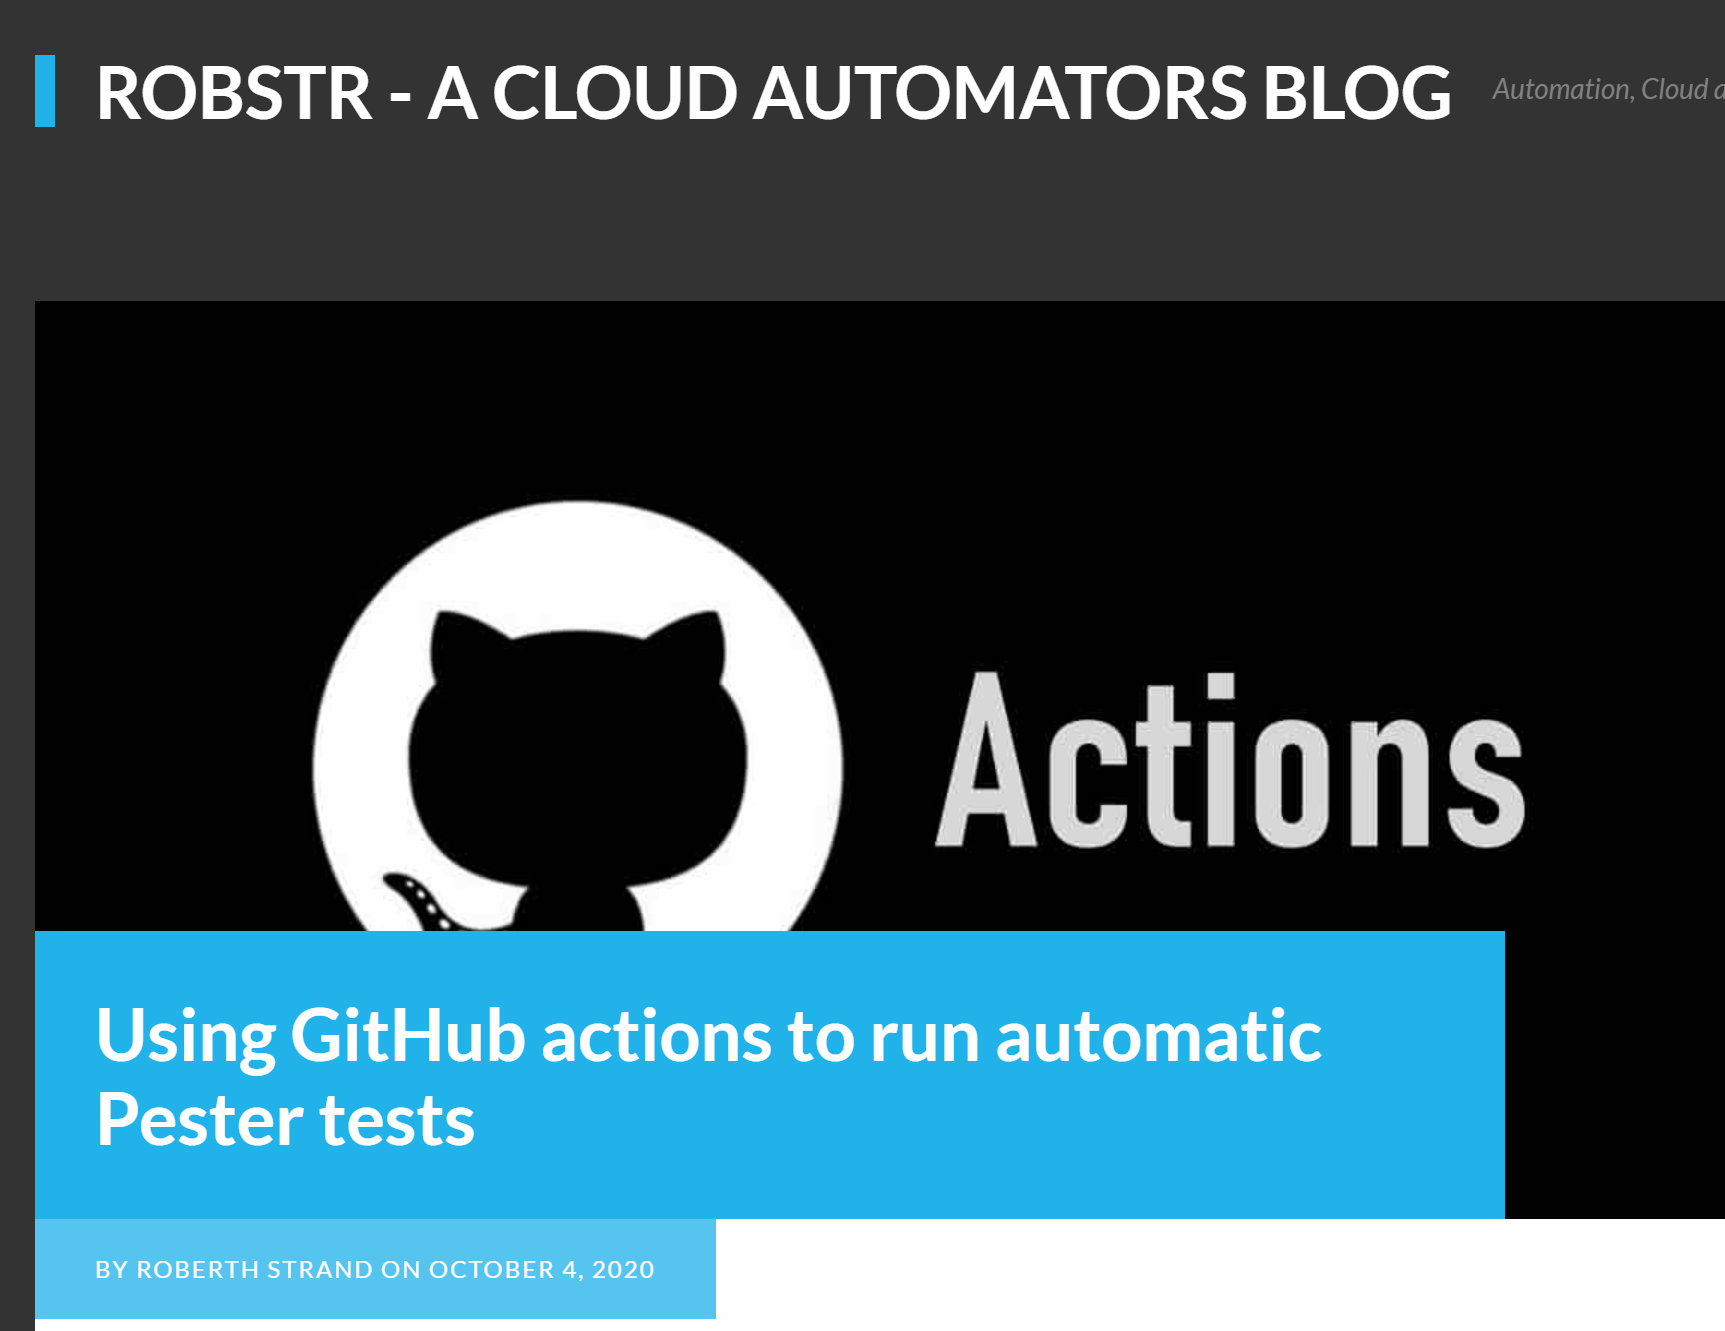 ROBSTR - A CLOUD AUTOMATORS BLOG
Automation, Cloud
Actions
Using GitHub actions to run automatic
Pester tests
BY ROBERTH STRAND ON OCTOBER 4, 2020